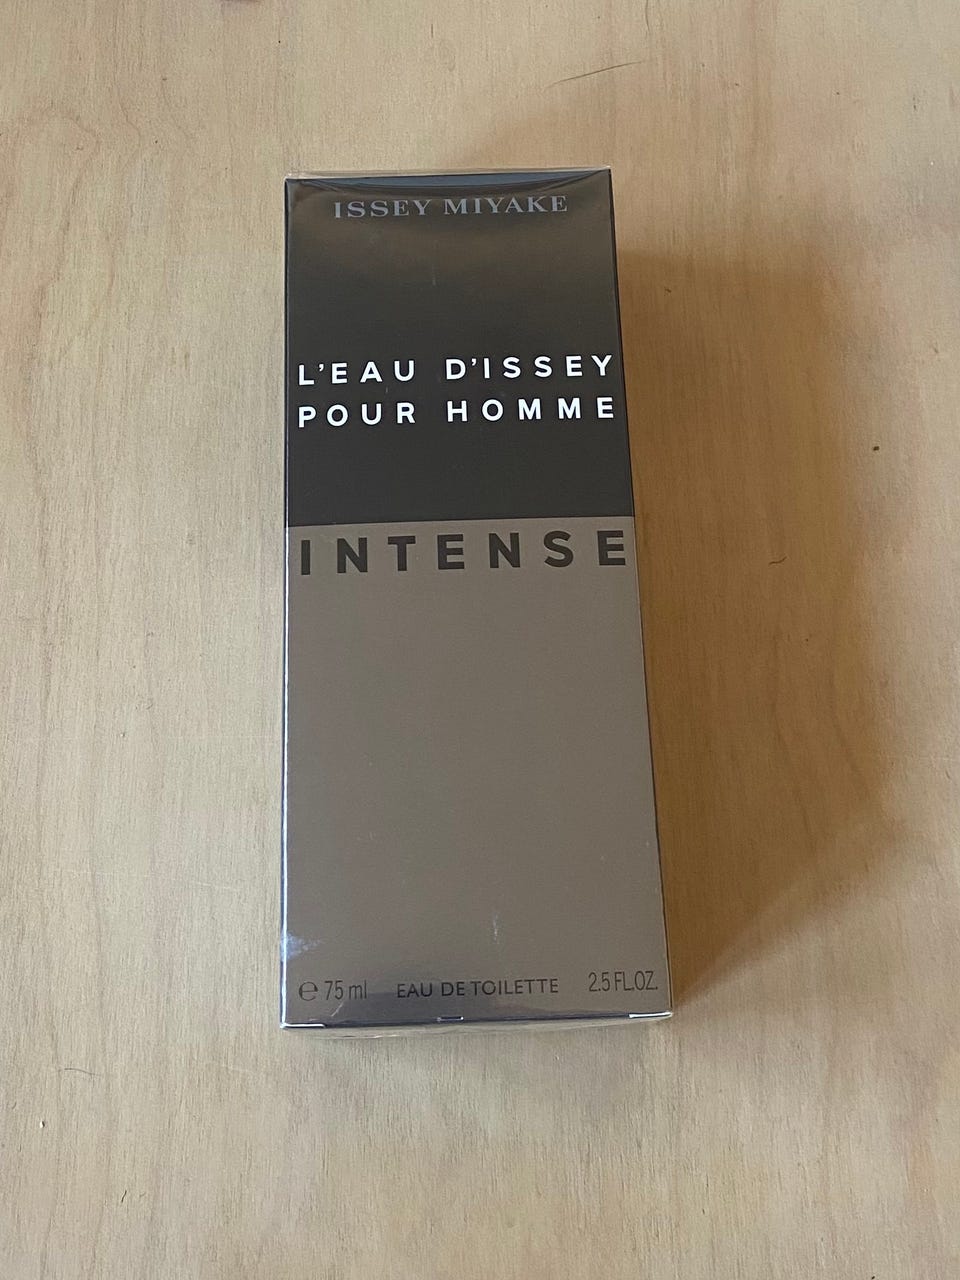 ISSEY MIYAKE
L'EAU D'ISSEY
POUR HOMME
INTENSE
℮ 75 ml EAU DE TOILETTE 2.5 FL.OZ.